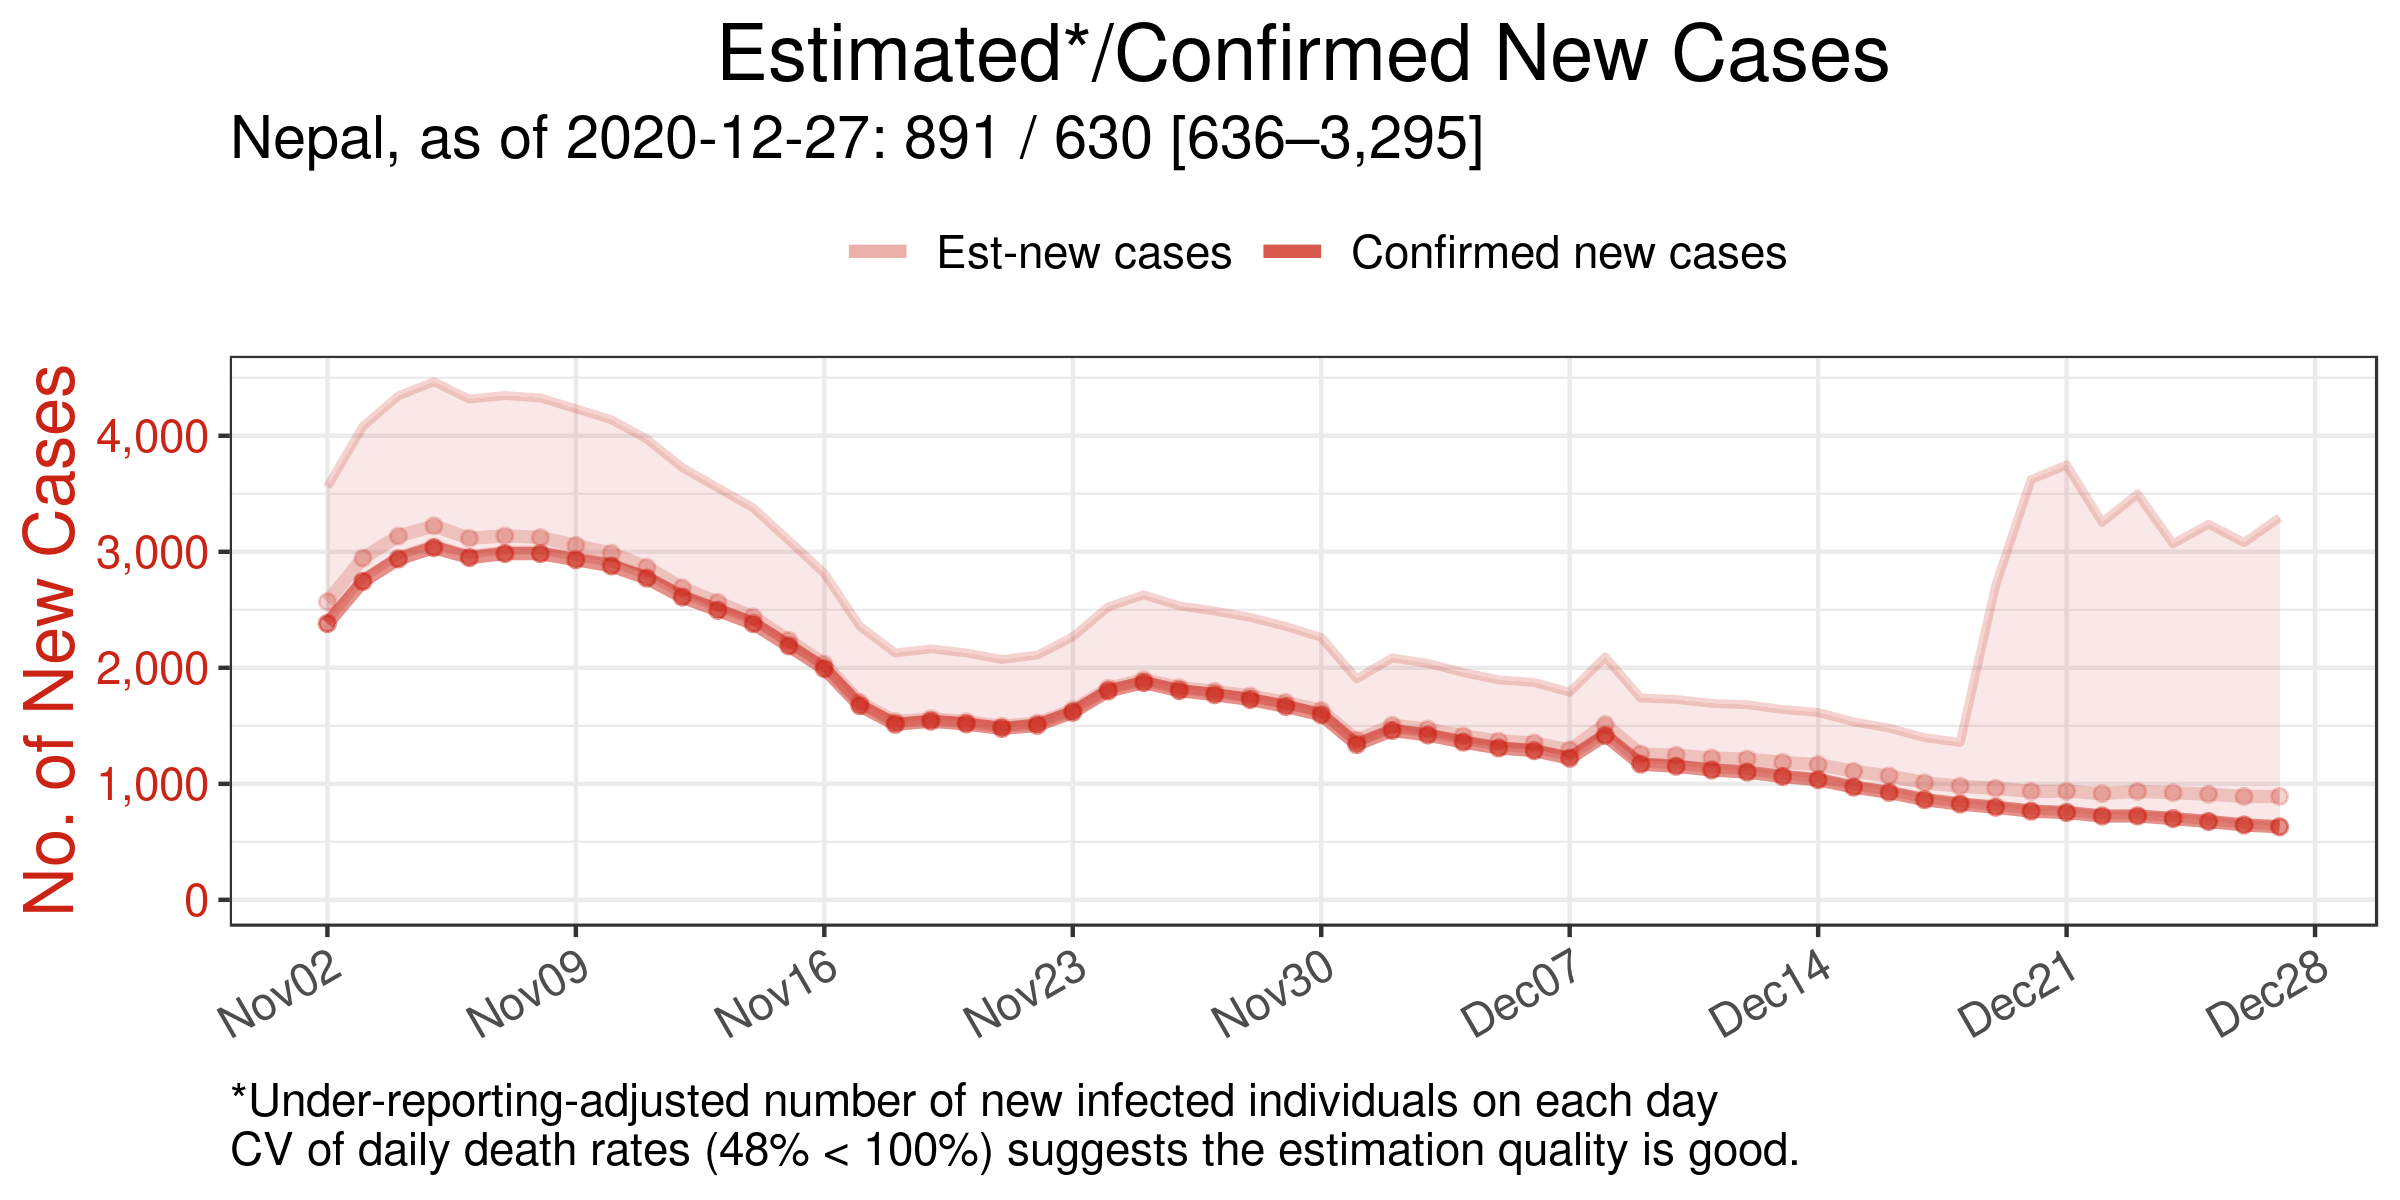 Estimated*/Confirmed New Cases
Nepal, as of 2020-12-27: 891 / 630 [636–3,295]
Est-new cases
Confirmed new cases
No. of New Cases
4,000
3,000
2,000
1,000
0
Nov02
Nov09
Nov16
Nov23
Nov30
Dec07
Dec14
Dec21
Dec28
*Under-reporting-adjusted number of new infected individuals on each day
CV of daily death rates (48% < 100%) suggests the estimation quality is good.